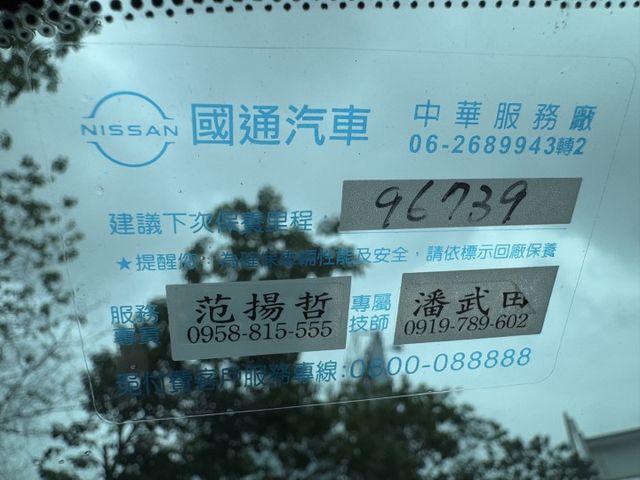 NISSAN 國通汽車
中華服務廠
06-2689943轉2
建議下次保養里程: 96739
★提醒您:為確保車輛性能及安全,請依標示回廠保養
服務專員 范揚哲 0958-815-555
專屬技師 潘武田 0919-789-602
免付費客戶服務專線:0800-088888